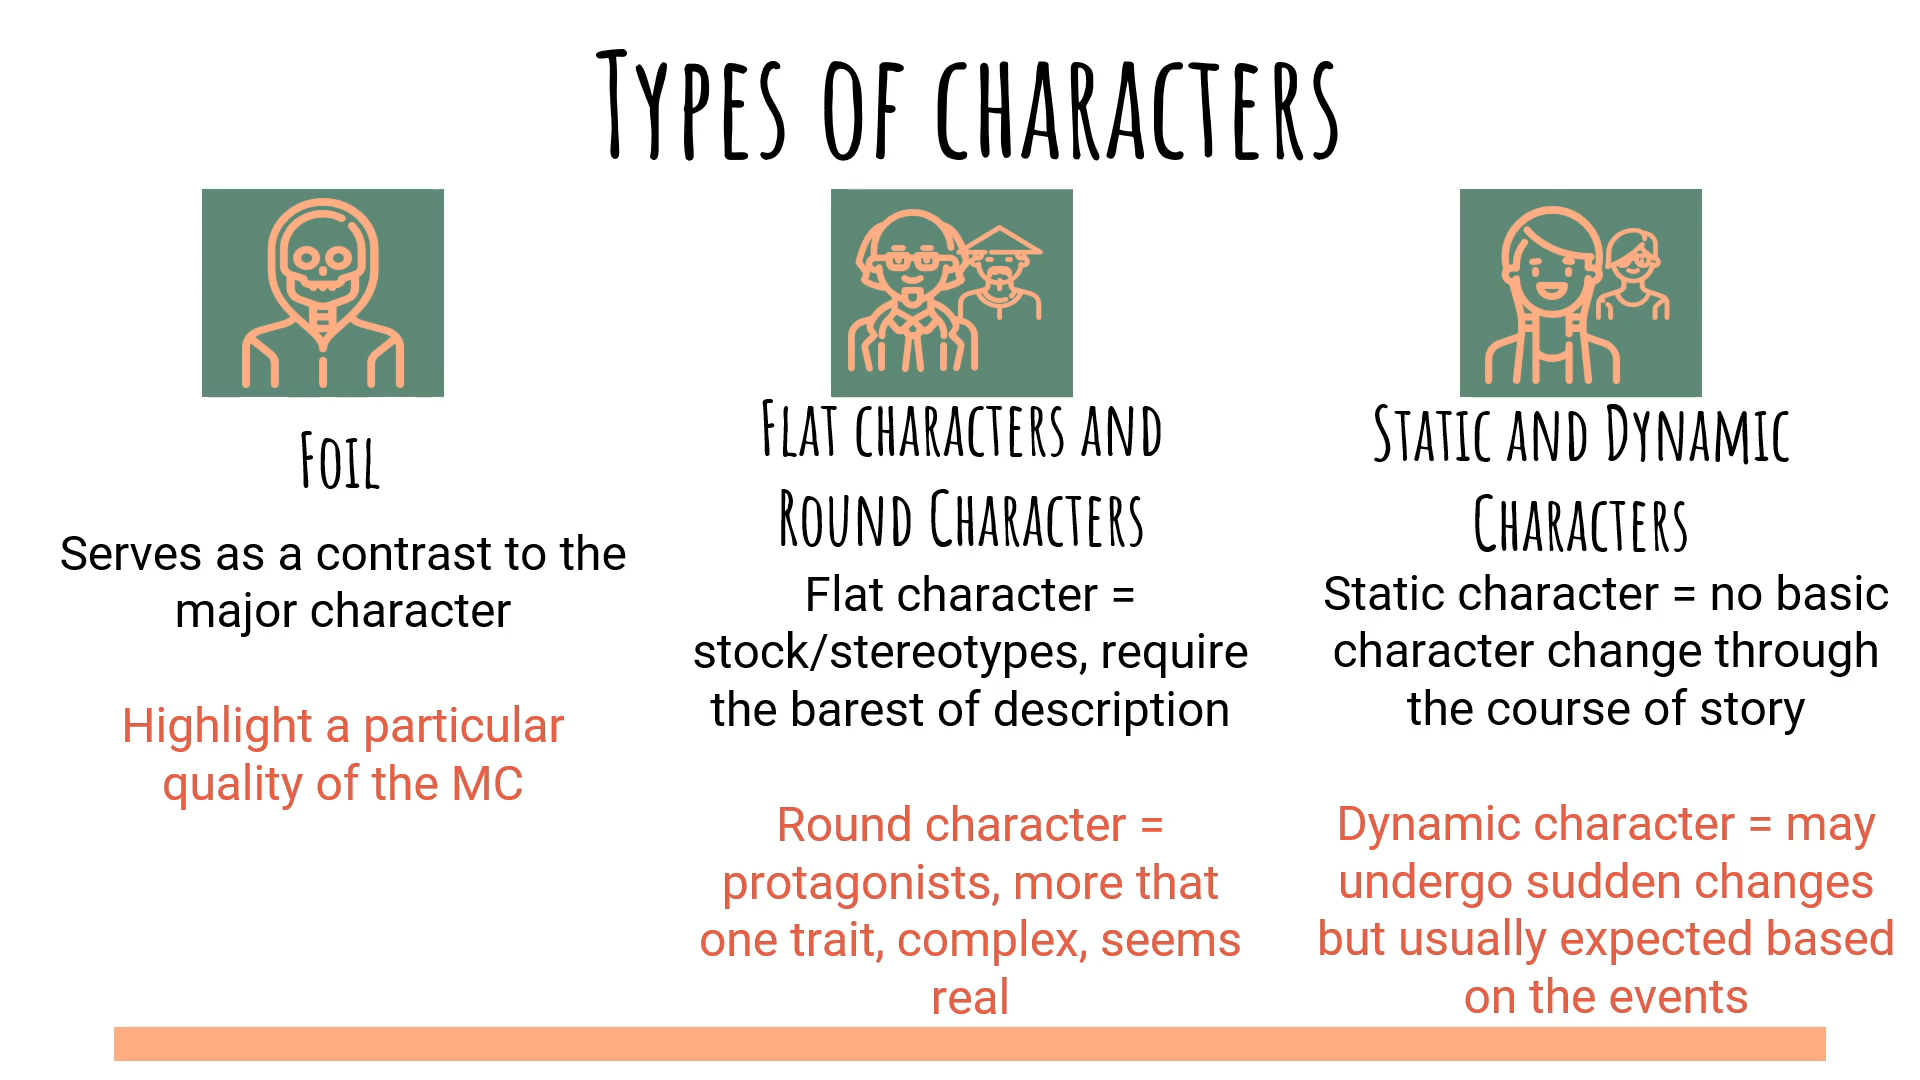 Types of characters
Foil
Serves as a contrast to the
major character
Highlight a particular
quality of the MC
Flat characters and
Round Characters
Flat character =
stock/stereotypes, require
the barest of description
Round character =
protagonists, more that
one trait, complex, seems
real
Static and Dynamic
Characters
Static character = no basic
character change through
the course of story
Dynamic character = may
undergo sudden changes
but usually expected based
on the events